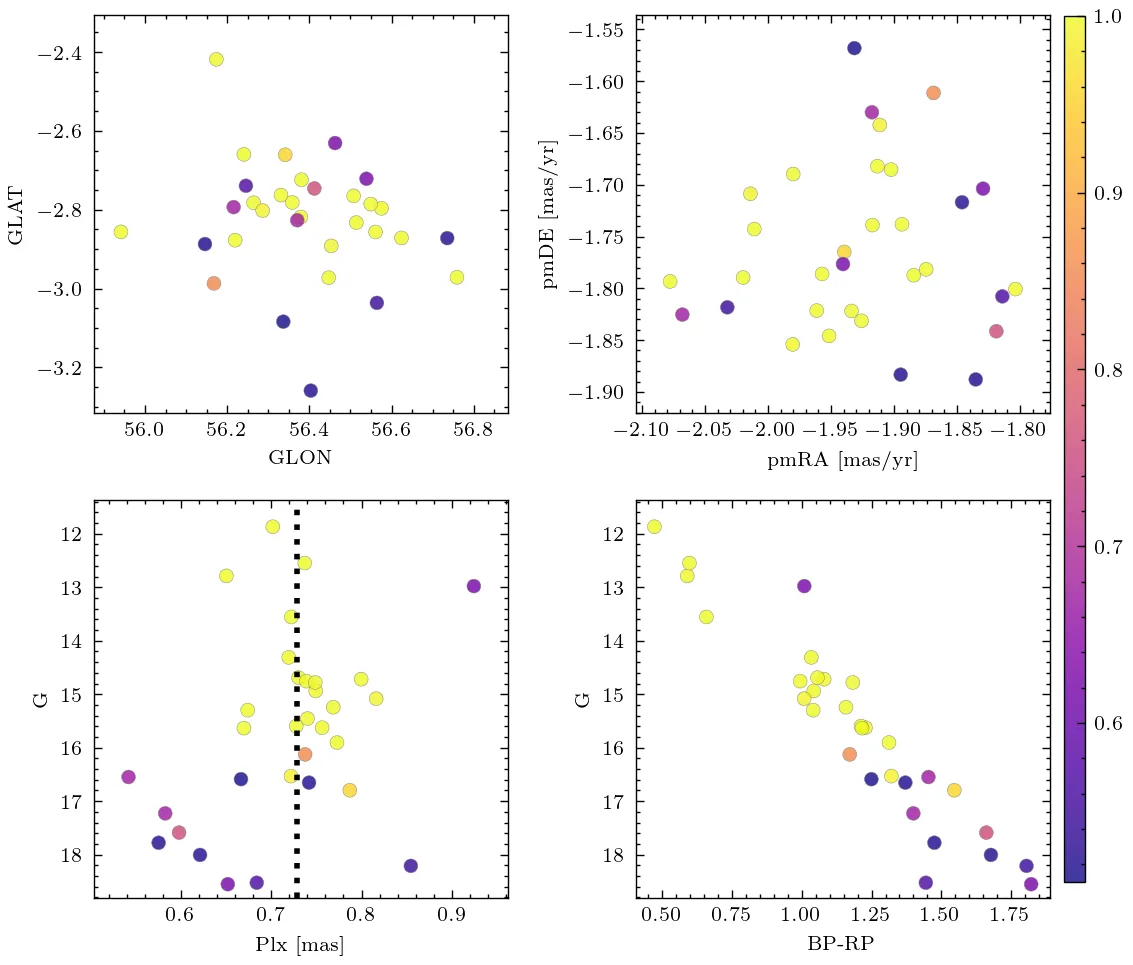 −2.4
−2.6
−2.8
−3.0
−3.2
GLAT
56.0 56.2 56.4 56.6 56.8
GLON
−1.55
−1.60
−1.65
−1.70
−1.75
−1.80
−1.85
−1.90
pmDE [mas/yr]
−2.10 −2.05 −2.00 −1.95 −1.90 −1.85 −1.80
pmRA [mas/yr]
1.0
0.9
0.8
0.7
0.6
12
13
14
15
16
17
18
G
0.6 0.7 0.8 0.9
Plx [mas]
12
13
14
15
16
17
18
G
0.50 0.75 1.00 1.25 1.50 1.75
BP-RP